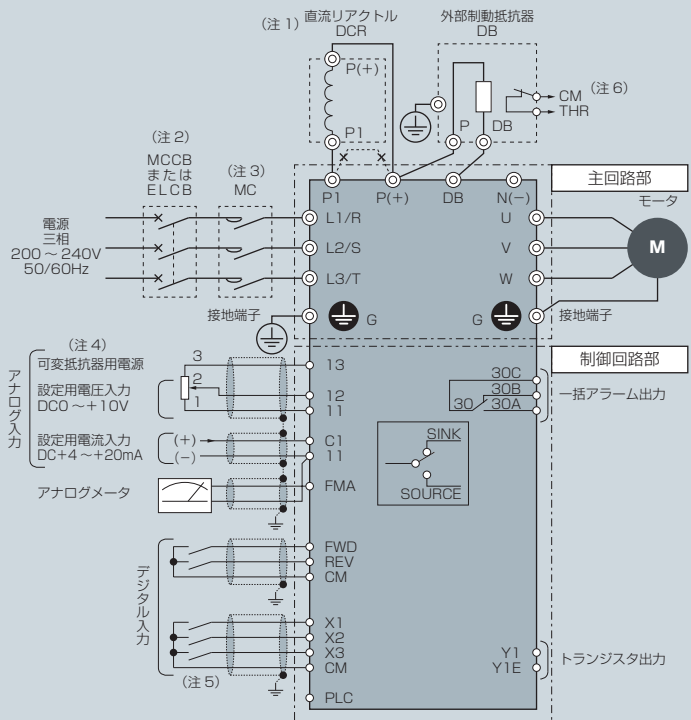 (注1)
直流リアクトル
DCR
外部制動抵抗器
DB
P(+)
P1
P
DB
CM (注6)
THR
(注2)
MCCB
または
ELCB
(注3)
MC
P1
P(+)
DB
N(−)
主回路部
電源
三相
200～240V
50/60Hz
L1/R
L2/S
L3/T
U
V
W
モータ
M
接地端子
G
G
接地端子
制御回路部
アナログ入力
(注4)
可変抵抗器用電源
設定用電圧入力
DC0～+10V
3
2
1
13
12
11
設定用電流入力
DC+4～+20mA
(+)
(−)
C1
11
アナログメータ
FMA
30C
30B
30
30A
一括アラーム出力
SINK
SOURCE
デジタル入力
FWD
REV
CM
X1
X2
X3
CM
(注5)
PLC
Y1
Y1E
トランジスタ出力